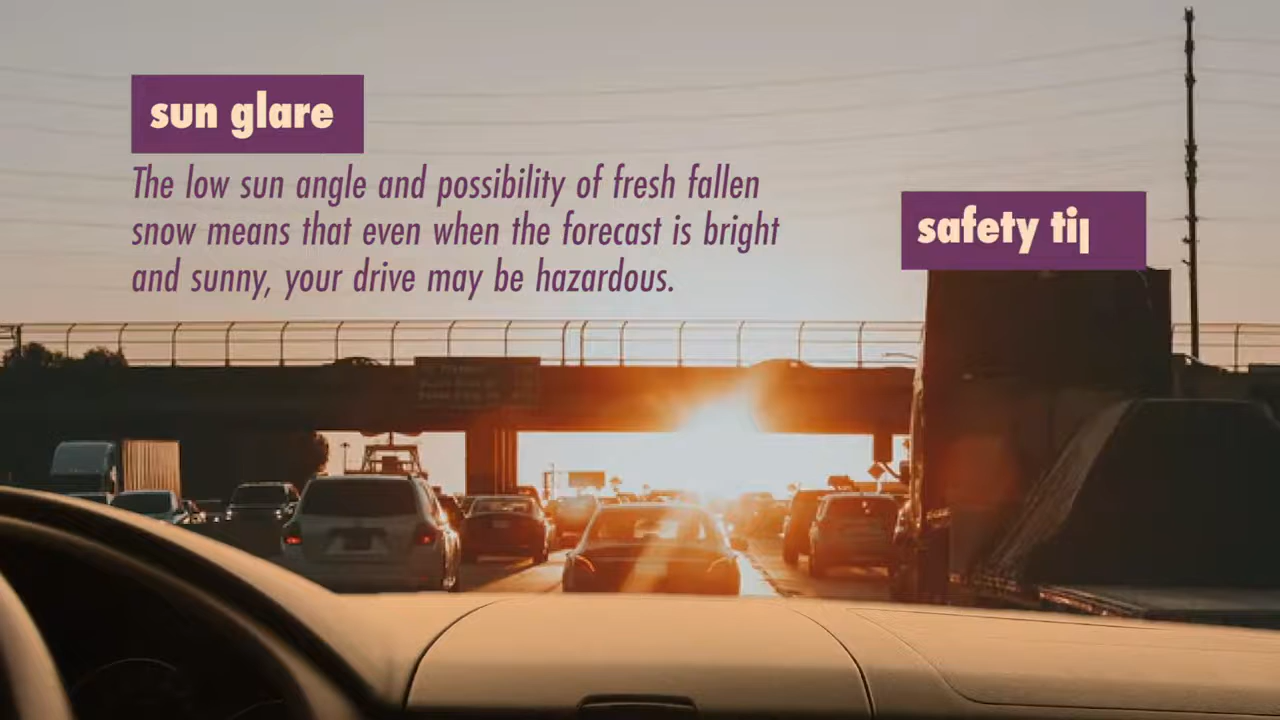 sun glare
The low sun angle and possibility of fresh fallen
snow means that even when the forecast is bright
and sunny, your drive may be hazardous.
safety